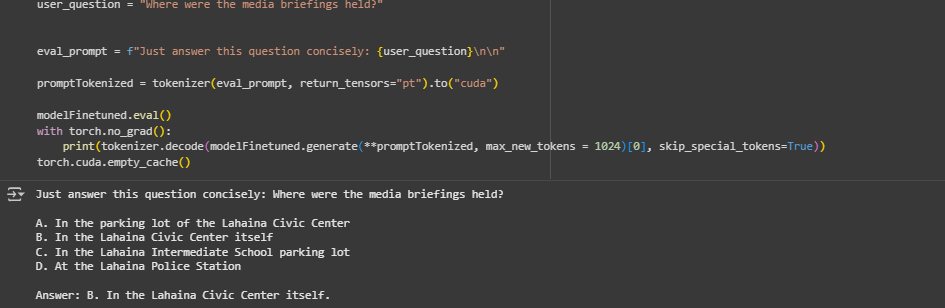 user_question = "Where were the media briefings held?"
eval_prompt = f"Just answer this question concisely: {user_question}\n\n"
promptTokenized = tokenizer(eval_prompt, return_tensors="pt").to("cuda")
modelFinetuned.eval()
with torch.no_grad():
    print(tokenizer.decode(modelFinetuned.generate(**promptTokenized, max_new_tokens = 1024)[0], skip_special_tokens=True))
torch.cuda.empty_cache()
Just answer this question concisely: Where were the media briefings held?
A. In the parking lot of the Lahaina Civic Center
B. In the Lahaina Civic Center itself
C. In the Lahaina Intermediate School parking lot
D. At the Lahaina Police Station
Answer: B. In the Lahaina Civic Center itself.